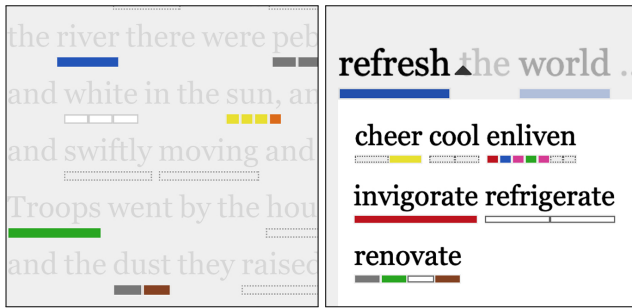 the river there were peb
and white in the sun, an
and swiftly moving and
Troops went by the hou
and the dust they raised
refresh the world ..
cheer cool enliven
invigorate refrigerate
renovate